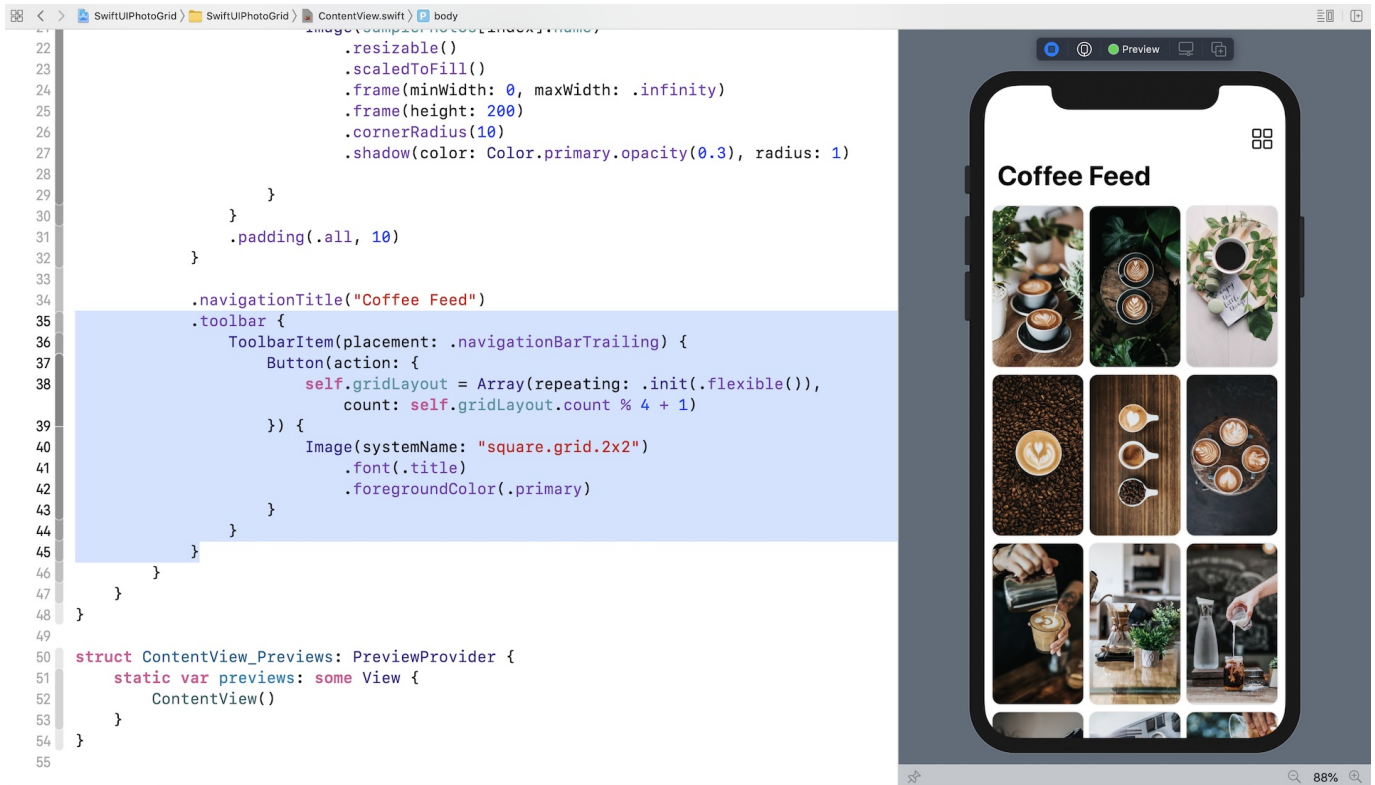 SwiftUIPhotoGrid SwiftUIPhotoGrid ContentView.swift P body
21 Image(samplePhotos[index].name)
22 .resizable()
23 .scaledToFill()
24 .frame(minWidth: 0, maxWidth: .infinity)
25 .frame(height: 200)
26 .cornerRadius(10)
27 .shadow(color: Color.primary.opacity(0.3), radius: 1)
28
29 }
30 }
31 .padding(.all, 10)
32 }
33
34 .navigationTitle("Coffee Feed")
35 .toolbar {
36 ToolbarItem(placement: .navigationBarTrailing) {
37 Button(action: {
38 self.gridLayout = Array(repeating: .init(.flexible()),
count: self.gridLayout.count % 4 + 1)
39 }) {
40 Image(systemName: "square.grid.2x2")
41 .font(.title)
42 .foregroundColor(.primary)
43 }
44 }
45 }
46 }
47 }
48 }
49
50 struct ContentView_Previews: PreviewProvider {
51 static var previews: some View {
52 ContentView()
53 }
54 }
55
Preview
Coffee Feed
88%